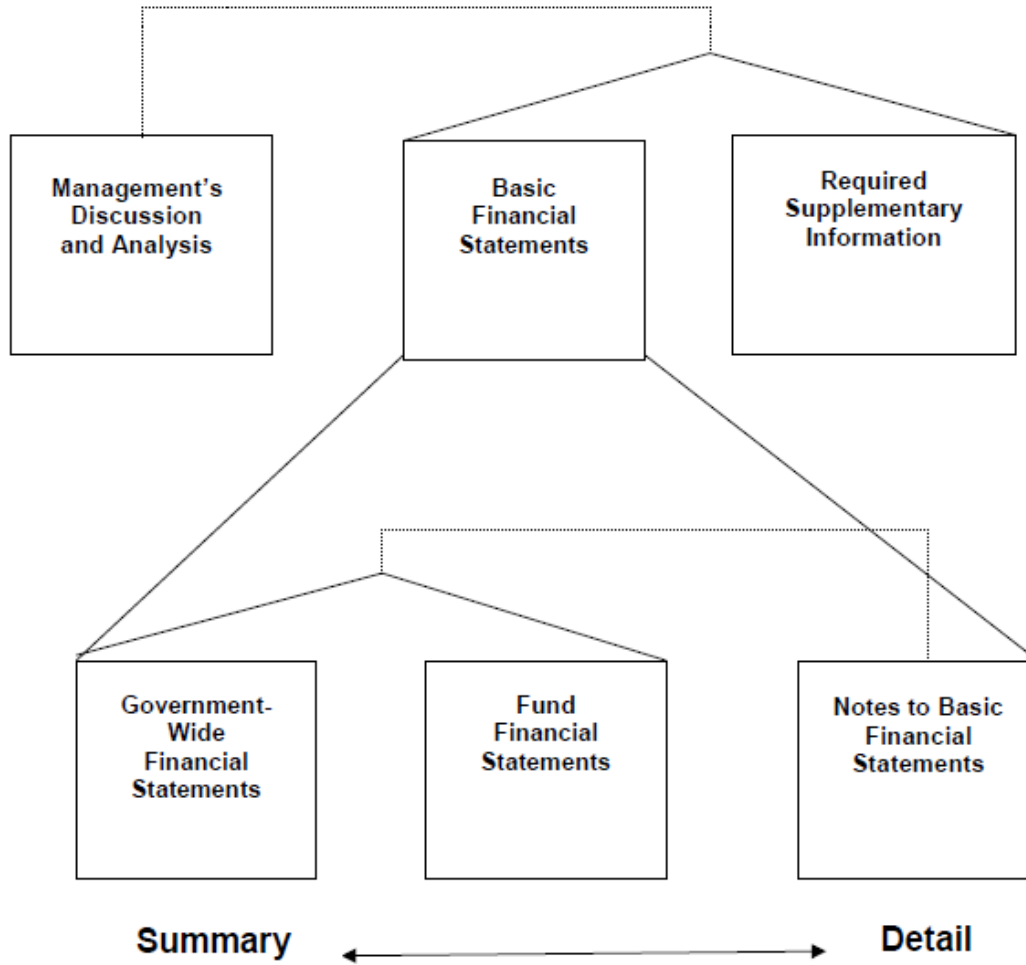 Management’s
Discussion
and Analysis
Basic
Financial
Statements
Required
Supplementary
Information
Government-
Wide
Financial
Statements
Fund
Financial
Statements
Notes to Basic
Financial
Statements
Summary
Detail